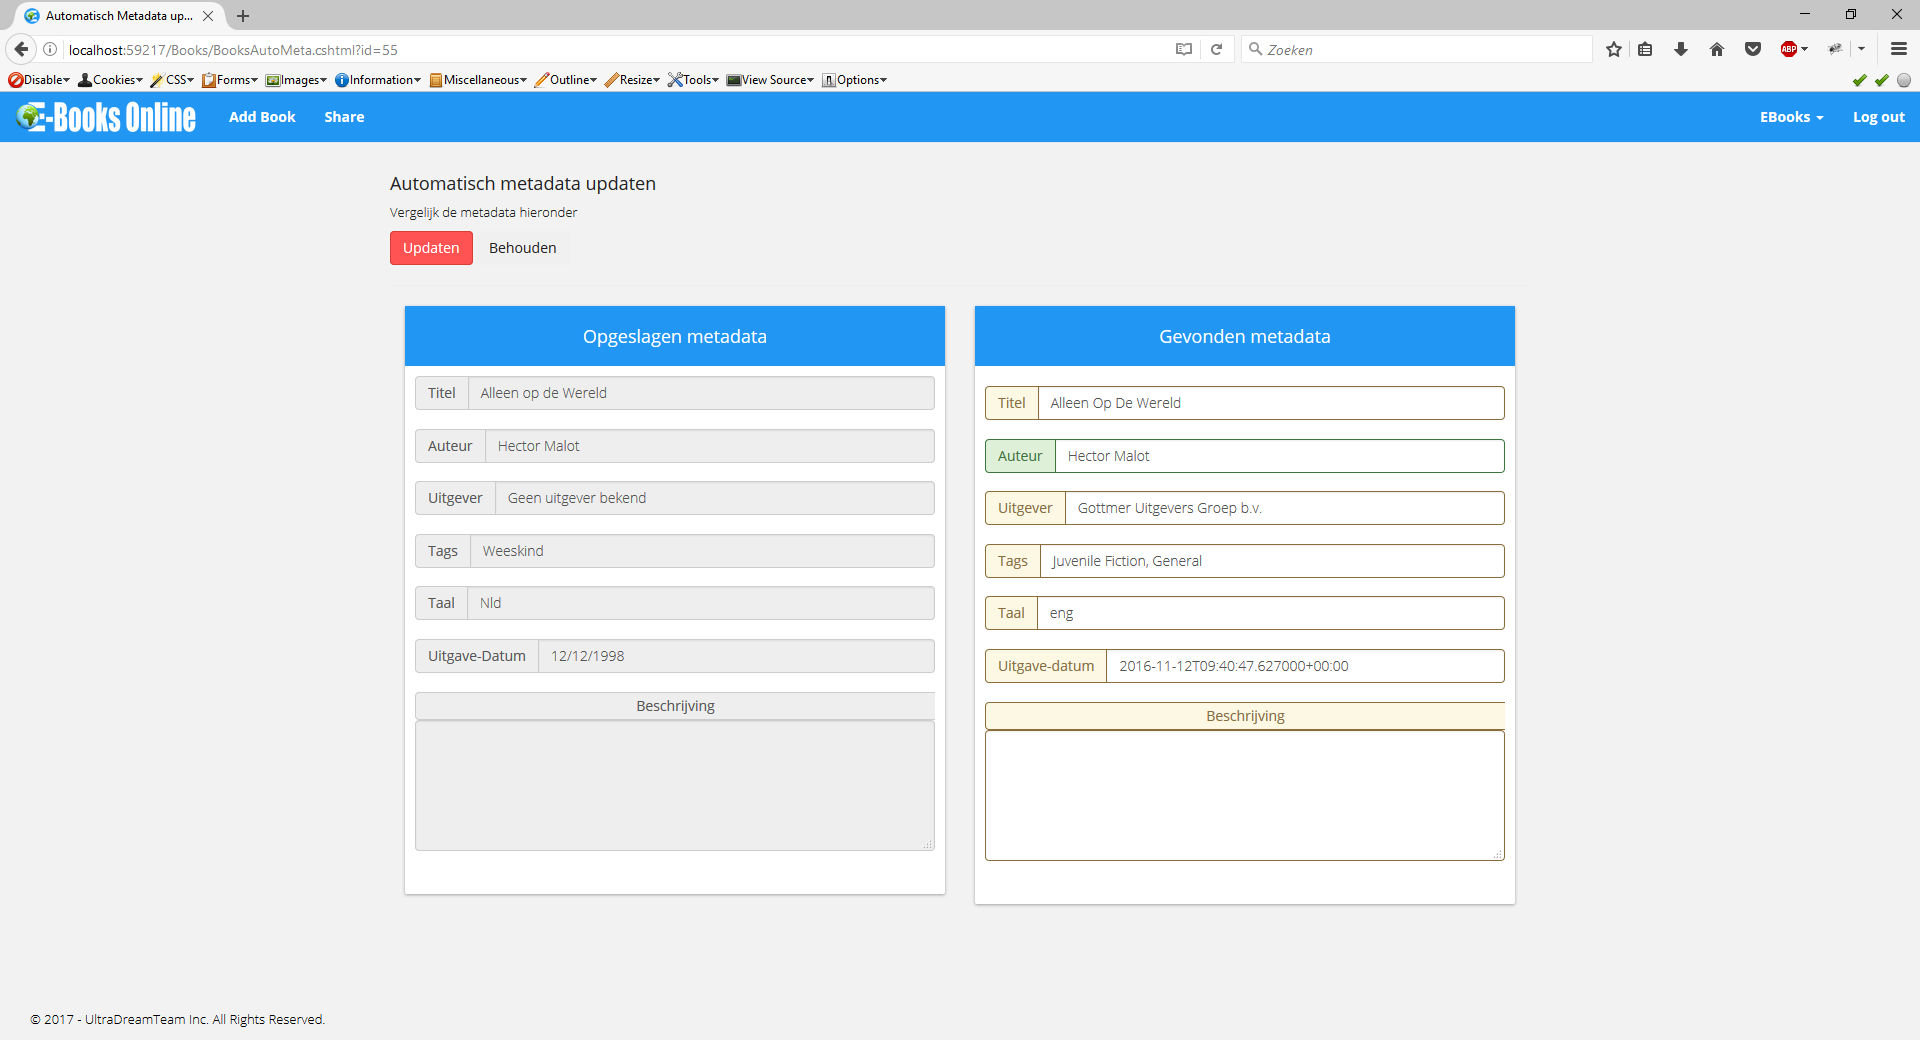 Automatisch Metadata up...
localhost:59217/Books/BooksAutoMeta.cshtml?id=55
Zoeken
ABP
Disable Cookies CSS Forms Images Information Miscellaneous Outline Resize Tools View Source Options
E-Books Online Add Book Share EBooks Log out
Automatisch metadata updaten
Vergelijk de metadata hieronder
Updaten Behouden
Opgeslagen metadata
Titel Alleen op de Wereld
Auteur Hector Malot
Uitgever Geen uitgever bekend
Tags Weeskind
Taal Nld
Uitgave-Datum 12/12/1998
Beschrijving
Gevonden metadata
Titel Alleen Op De Wereld
Auteur Hector Malot
Uitgever Gottmer Uitgevers Groep b.v.
Tags Juvenile Fiction, General
Taal eng
Uitgave-datum 2016-11-12T09:40:47.627000+00:00
Beschrijving
© 2017 - UltraDreamTeam Inc. All Rights Reserved.